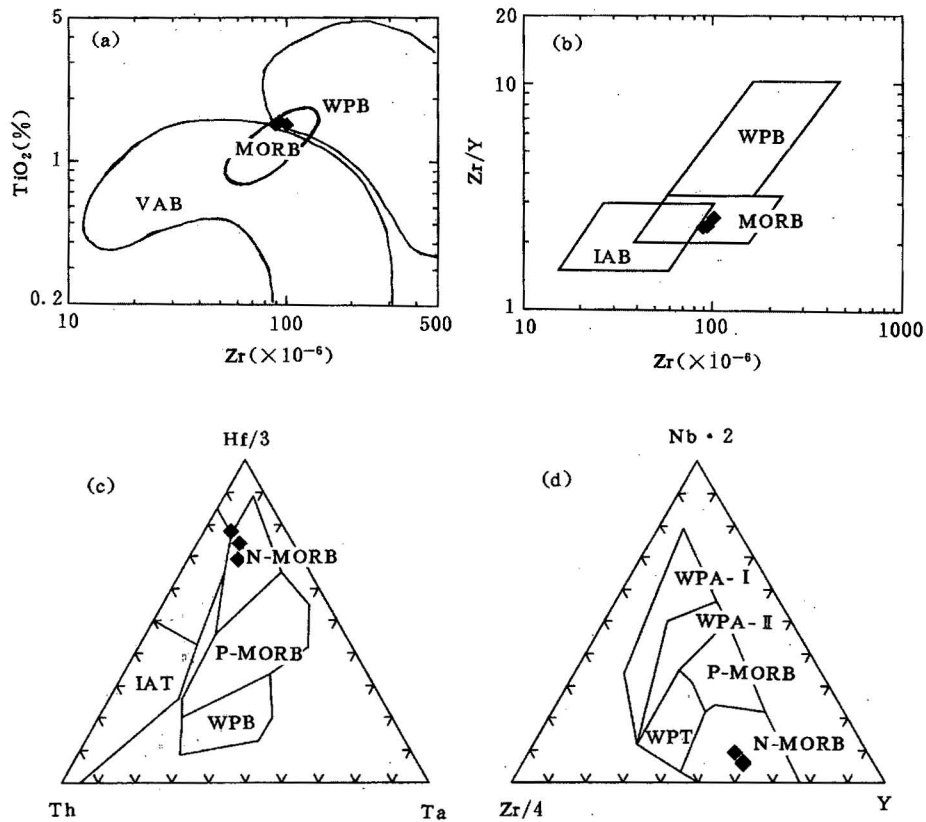 (a)
5
1
0.2
TiO₂(%)
WPB
MORB
VAB
10
100
500
Zr(×10⁻⁶)
(b)
20
10
1
Zr/Y
WPB
MORB
IAB
10
100
1000
Zr(×10⁻⁶)
(c)
Hf/3
N-MORB
P-MORB
IAT
WPB
Th
Ta
(d)
Nb・2
WPA-Ⅰ
WPA-Ⅱ
P-MORB
N-MORB
WPT
Zr/4
Y